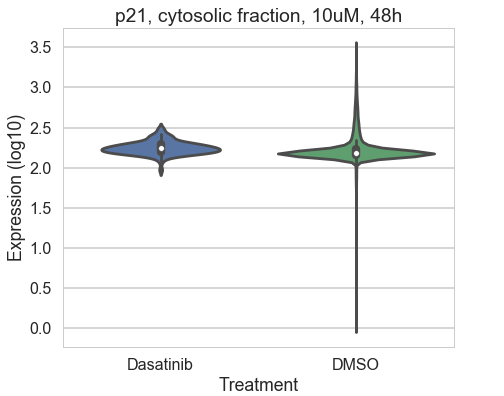 p21, cytosolic fraction, 10uM, 48h
Expression (log10)
3.5
3.0
2.5
2.0
1.5
1.0
0.5
0.0
Dasatinib
DMSO
Treatment